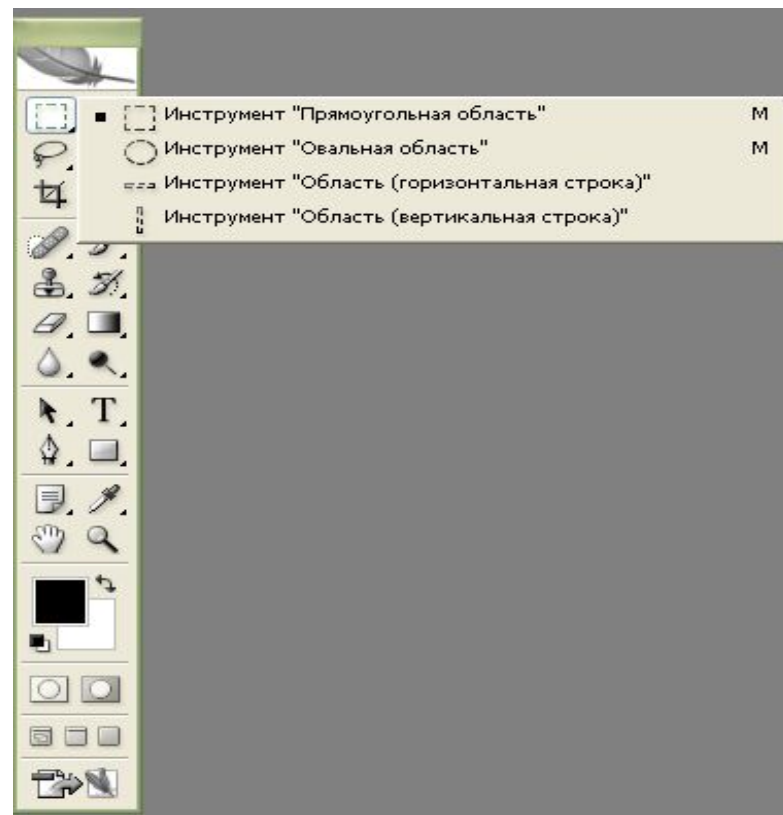 Инструмент "Прямоугольная область" M
Инструмент "Овальная область" M
Инструмент "Область (горизонтальная строка)"
Инструмент "Область (вертикальная строка)"
T